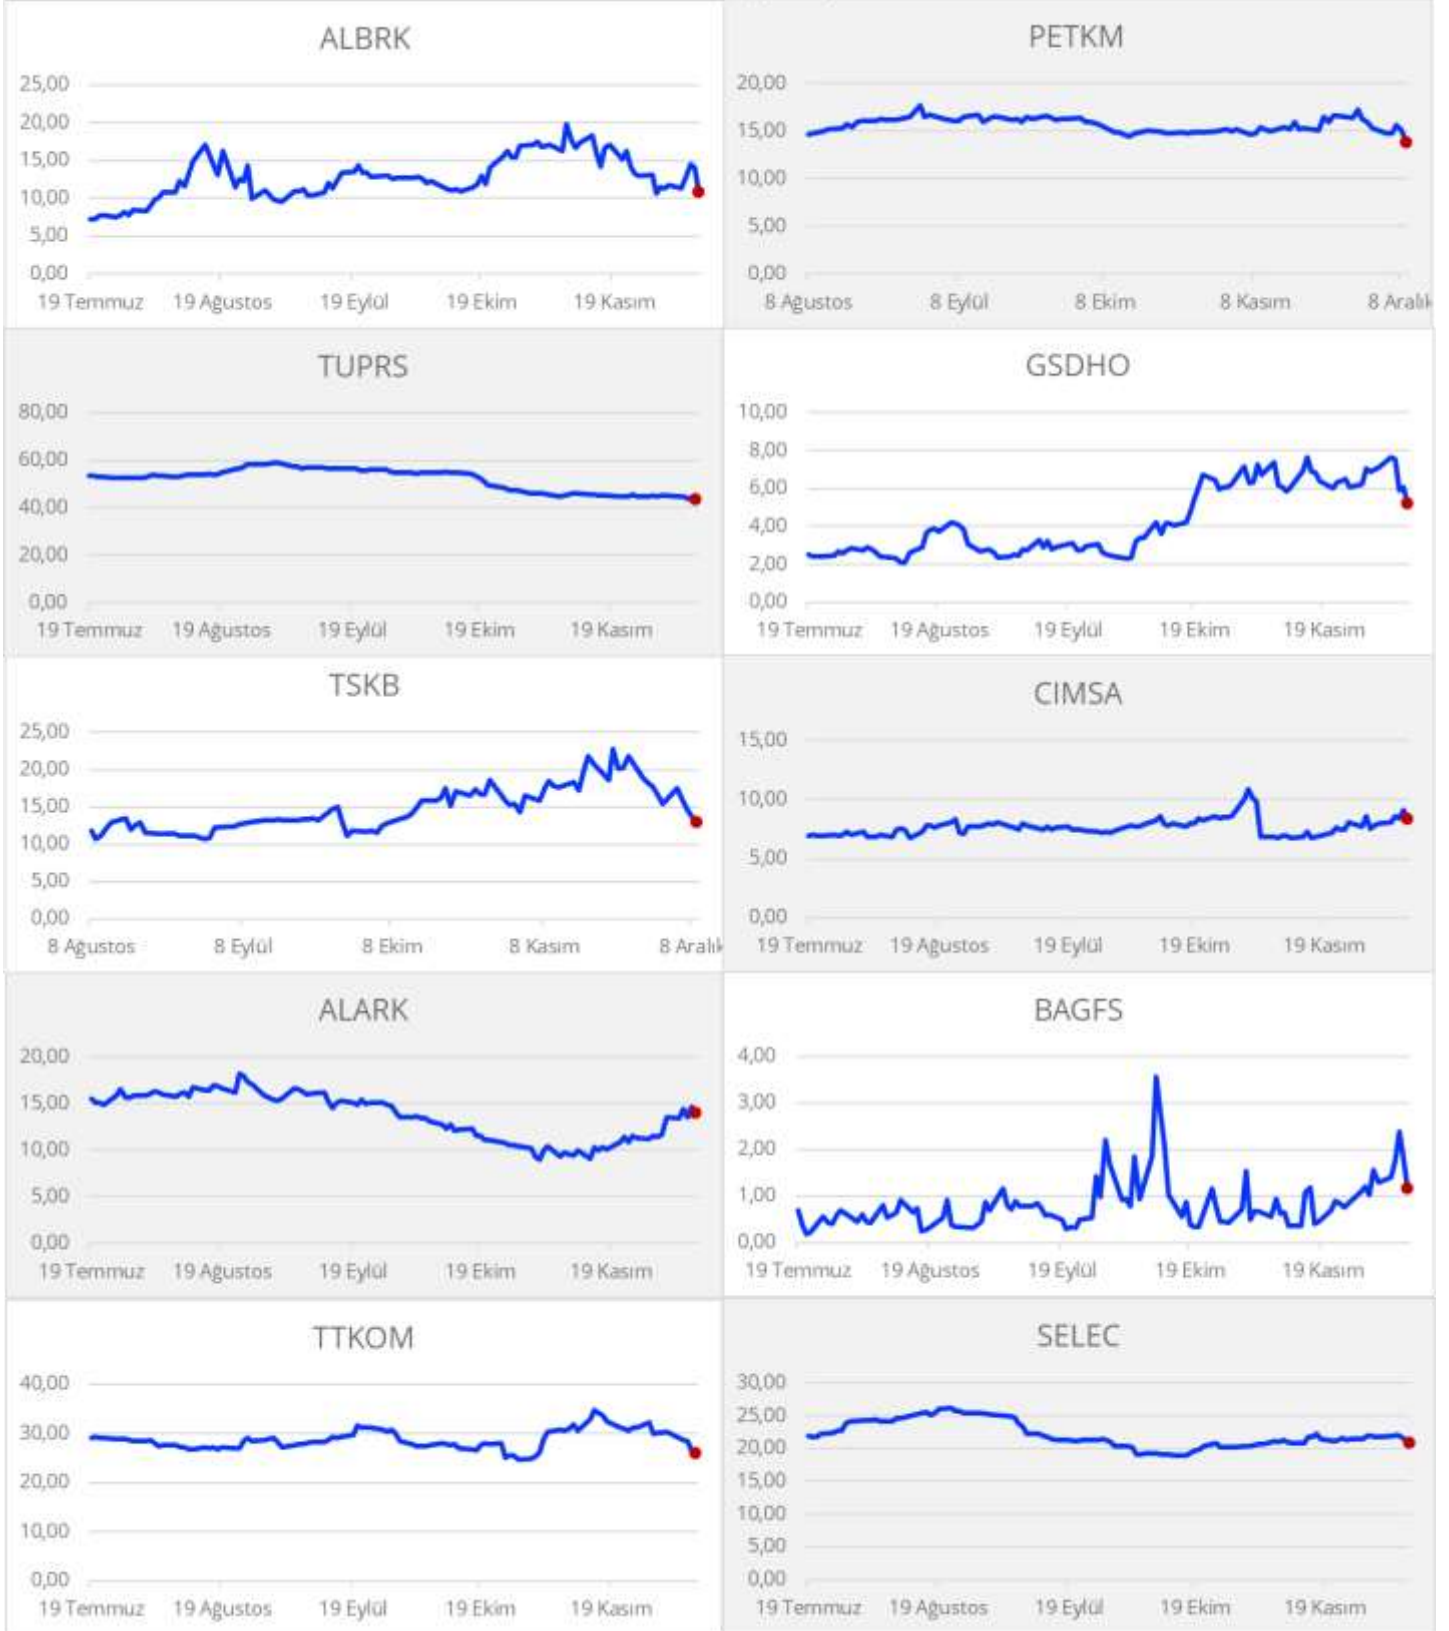 ALBRK
25,00
20,00
15,00
10,00
5,00
0,00
19 Temmuz 19 Ağustos 19 Eylül 19 Ekim 19 Kasım
PETKM
20,00
15,00
10,00
5,00
0,00
8 Ağustos 8 Eylül 8 Ekim 8 Kasım 8 Aralık
TUPRS
80,00
60,00
40,00
20,00
0,00
19 Temmuz 19 Ağustos 19 Eylül 19 Ekim 19 Kasım
GSDHO
10,00
8,00
6,00
4,00
2,00
0,00
19 Temmuz 19 Ağustos 19 Eylül 19 Ekim 19 Kasım
TSKB
25,00
20,00
15,00
10,00
5,00
0,00
8 Ağustos 8 Eylül 8 Ekim 8 Kasım 8 Aralık
CIMSA
15,00
10,00
5,00
0,00
19 Temmuz 19 Ağustos 19 Eylül 19 Ekim 19 Kasım
ALARK
20,00
15,00
10,00
5,00
0,00
19 Temmuz 19 Ağustos 19 Eylül 19 Ekim 19 Kasım
BAGFS
4,00
3,00
2,00
1,00
0,00
19 Temmuz 19 Ağustos 19 Eylül 19 Ekim 19 Kasım
TTKOM
40,00
30,00
20,00
10,00
0,00
19 Temmuz 19 Ağustos 19 Eylül 19 Ekim 19 Kasım
SELEC
30,00
25,00
20,00
15,00
10,00
5,00
0,00
19 Temmuz 19 Ağustos 19 Eylül 19 Ekim 19 Kasım